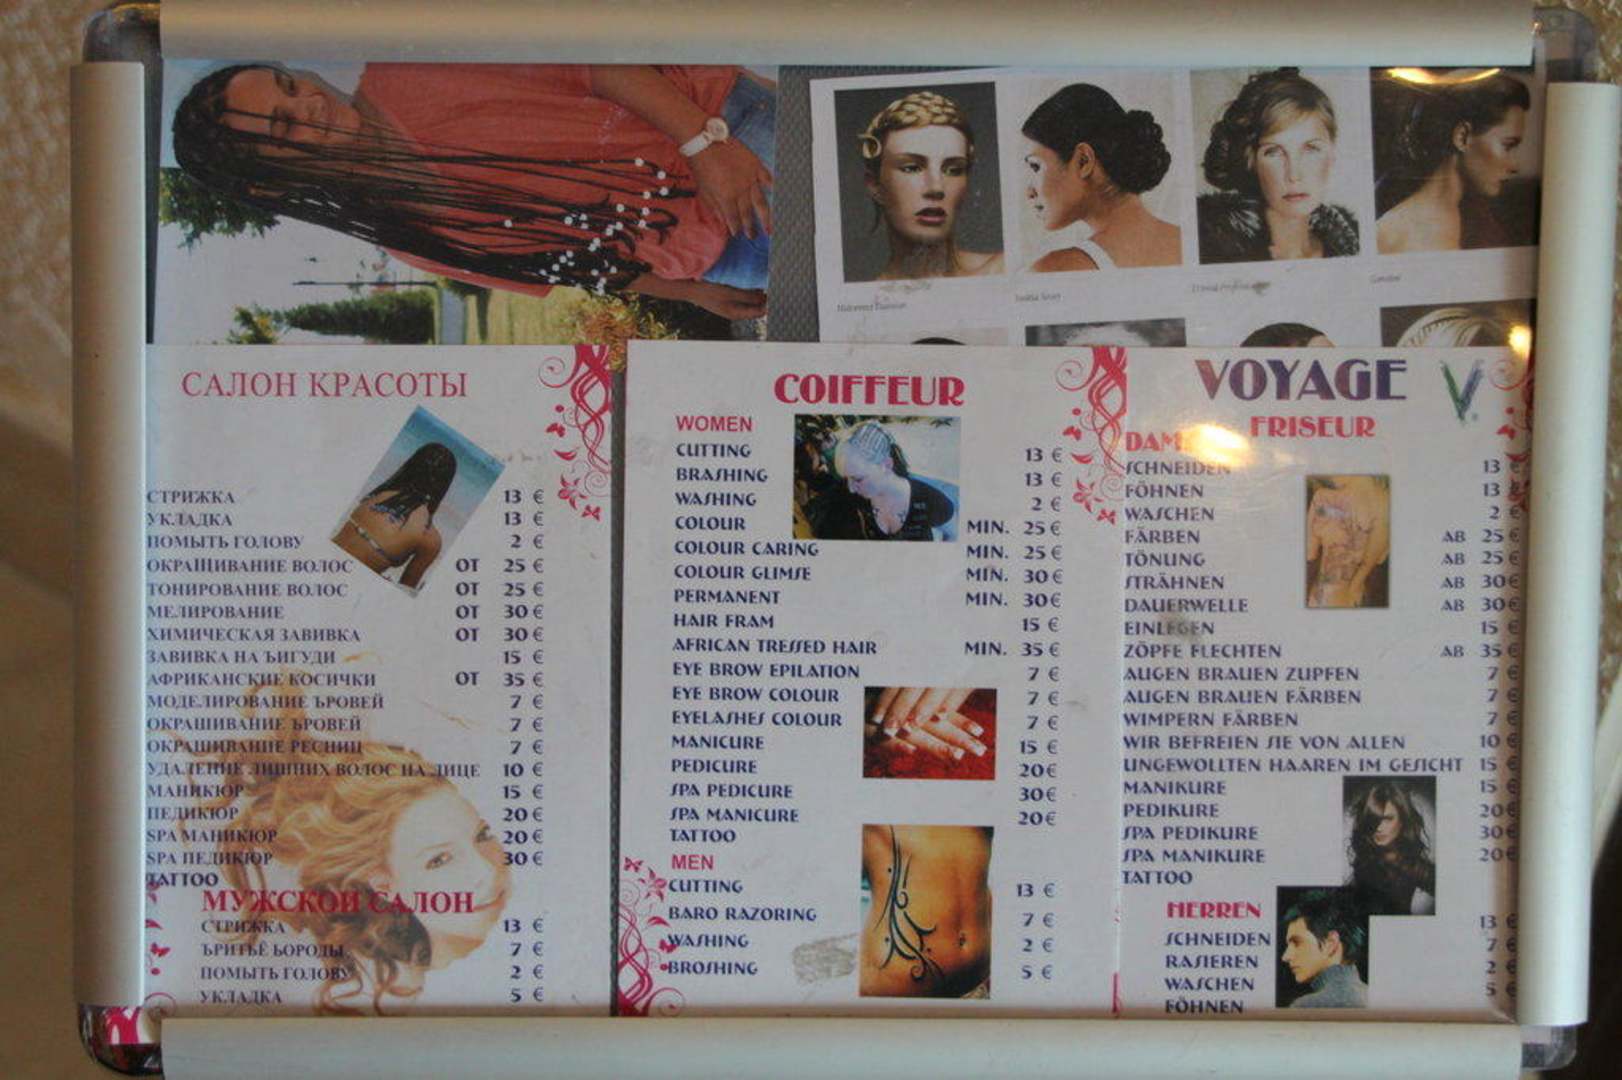 САЛОН КРАСОТЫ
СТРИЖКА 13 €
УКЛАДКА 13 €
ПОМЫТЬ ГОЛОВУ 2 €
ОКРАЩИВАНИЕ ВОЛОС ОТ 25 €
ТОНИРОВАНИЕ ВОЛОС ОТ 25 €
МЕЛИРОВАНИЕ ОТ 30 €
ХИМИЧЕСКАЯ ЗАВИВКА ОТ 30 €
ЗАВИВКА НА ЪИГУДИ 15 €
АФРИКАНСКИЕ КОСИЧКИ ОТ 35 €
МОДЕЛИРОВАНИЕ ЪРОВЕЙ 7 €
ОКРАШИВАНИЕ ЪРОВЕЙ 7 €
ОКРАШИВАНИЕ РЕСНИЦ 7 €
УДАЛЕНИЕ ЛИШНИХ ВОЛОС НА ЛИЦЕ 10 €
МАНИКЮР 15 €
ПЕДИКЮР 20 €
SPA МАНИКЮР 20 €
SPA ПЕДИКЮР 30 €
TATTOO
МУЖСКОЙ САЛОН
СТРИЖКА 13 €
ЪРИТЬЁ БОРОДЫ 7 €
ПОМЫТЬ ГОЛОВУ 2 €
УКЛАДКА 5 €
COIFFEUR
WOMEN
CUTTING 13 €
BRASHING 13 €
WASHING 2 €
COLOUR MIN. 25 €
COLOUR CARING MIN. 25 €
COLOUR GLIMSE MIN. 30 €
PERMANENT MIN. 30 €
HAIR FRAM 15 €
AFRICAN TRESSED HAIR MIN. 35 €
EYE BROW EPILATION 7 €
EYE BROW COLOUR 7 €
EYELASHES COLOUR 7 €
MANICURE 15 €
PEDICURE 20 €
SPA PEDICURE 30 €
SPA MANICURE 20 €
TATTOO
MEN
CUTTING 13 €
BARO RAZORING 7 €
WASHING 2 €
BROSHING 5 €
VOYAGE V
FRISEUR
DAM
SCHNEIDEN 13 €
FÖHNEN 13 €
WASCHEN 2 €
FÄRBEN AB 25 €
TÖNUNG AB 25 €
STRÄHNEN AB 30 €
DAUERWELLE AB 30 €
EINLEGEN 15 €
ZÖPFE FLECHTEN AB 35 €
AUGEN BRAUEN ZUPFEN 7 €
AUGEN BRAUEN FÄRBEN 7 €
WIMPERN FÄRBEN 7 €
WIR BEFREIEN SIE VON ALLEN 10 €
UNGEWOLLTEN HAAREN IM GESICHT 15 €
MANIKURE 15 €
PEDIKURE 20 €
SPA PEDIKURE 30 €
SPA MANIKURE 20 €
TATTOO
HERREN
SCHNEIDEN 13 €
RASIEREN 7 €
WASCHEN 2 €
FÖHNEN 5 €